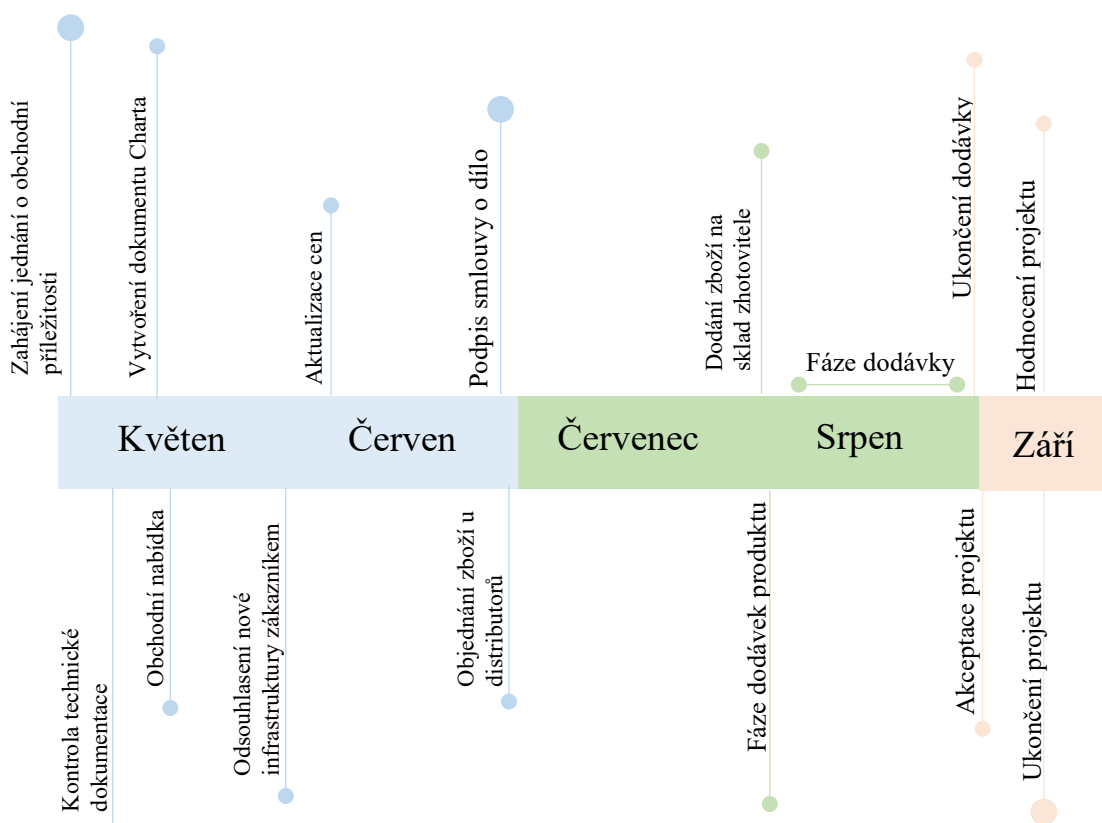 Zahájení jednání o obchodní
příležitosti
Vytvoření dokumentu Charta
Aktualizace cen
Podpis smlouvy o dílo
Dodání zboží na
sklad zhotovitele
Fáze dodávky
Ukončení dodávky
Hodnocení projektu
Květen
Červen
Červenec
Srpen
Září
Kontrola technické
dokumentace
Obchodní nabídka
Odsouhlasení nové
infrastruktury zákazníkem
Objednání zboží u
distributorů
Fáze dodávek produktu
Akceptace projektu
Ukončení projektu